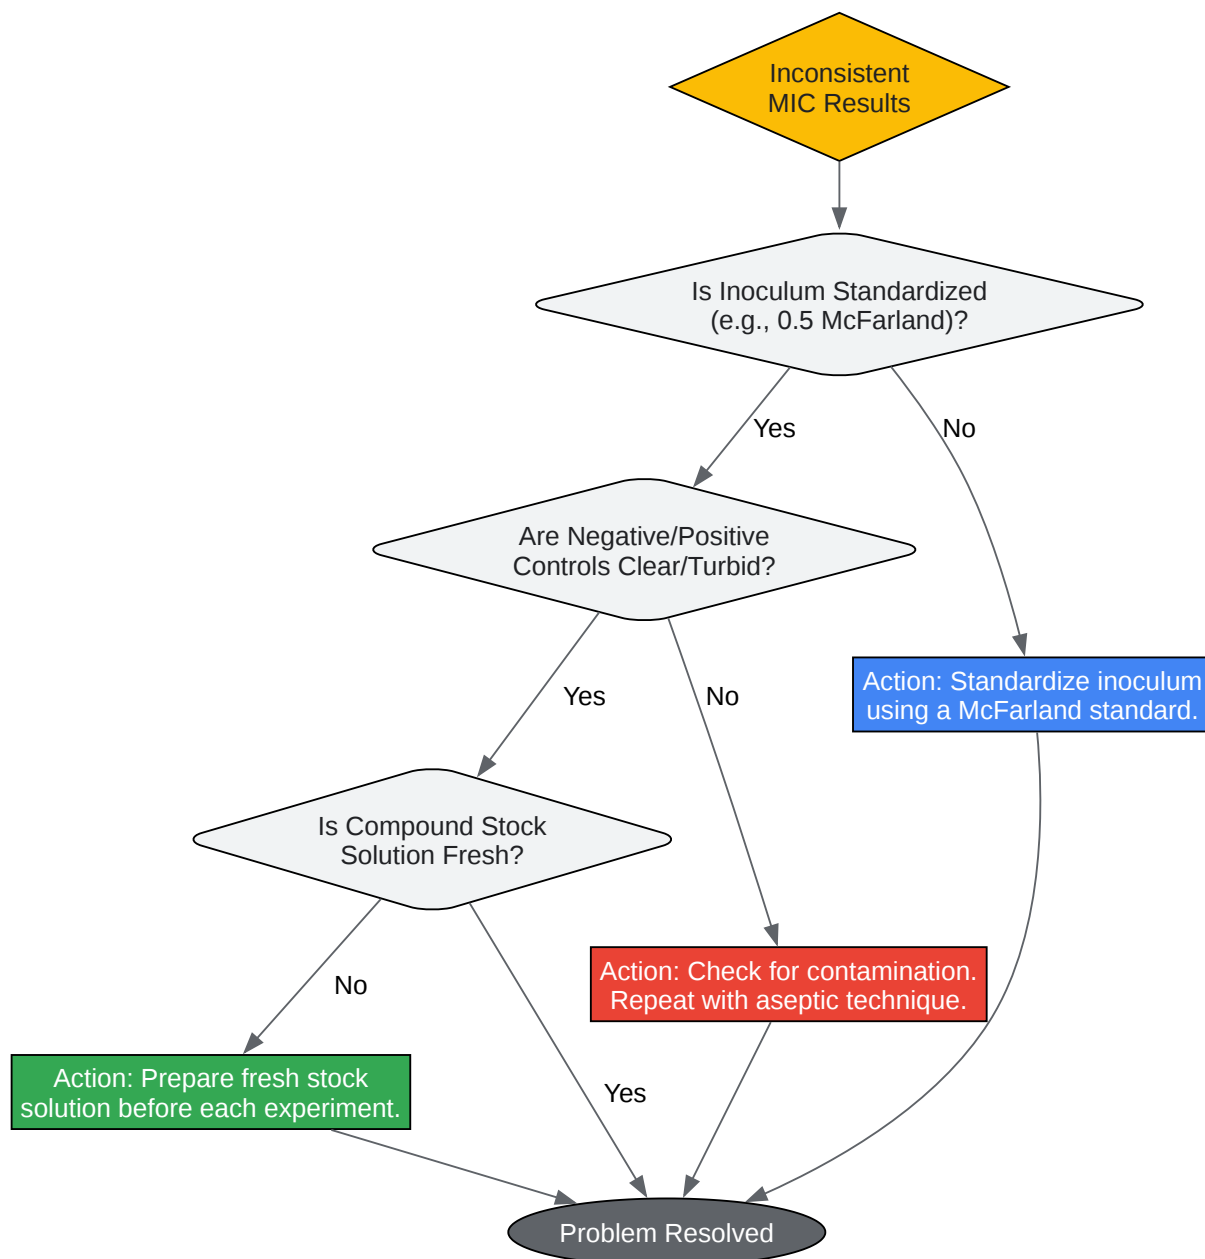 Inconsistent
MIC Results
Is Inoculum Standardized
(e.g., 0.5 McFarland)?
Yes
No
Are Negative/Positive
Controls Clear/Turbid?
Yes
No
Action: Standardize inoculum
using a McFarland standard.
Is Compound Stock
Solution Fresh?
No
Yes
Action: Check for contamination.
Repeat with aseptic technique.
Action: Prepare fresh stock
solution before each experiment.
Problem Resolved